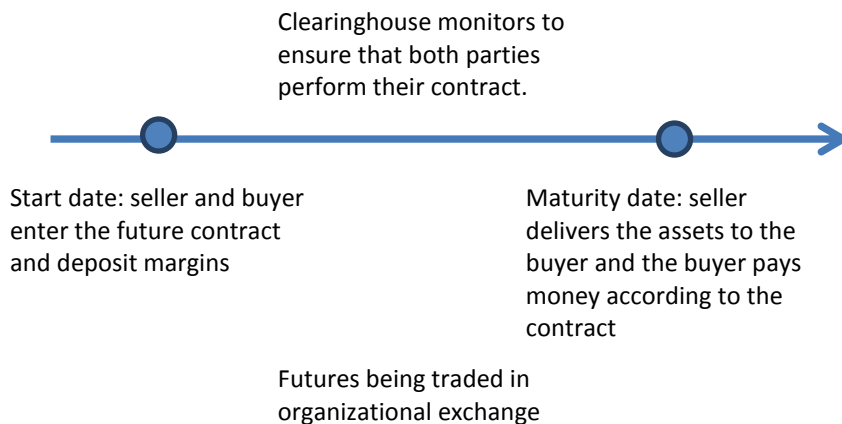 Clearinghouse monitors to
ensure that both parties
perform their contract.
Start date: seller and buyer
enter the future contract
and deposit margins
Maturity date: seller
delivers the assets to the
buyer and the buyer pays
money according to the
contract
Futures being traded in
organizational exchange